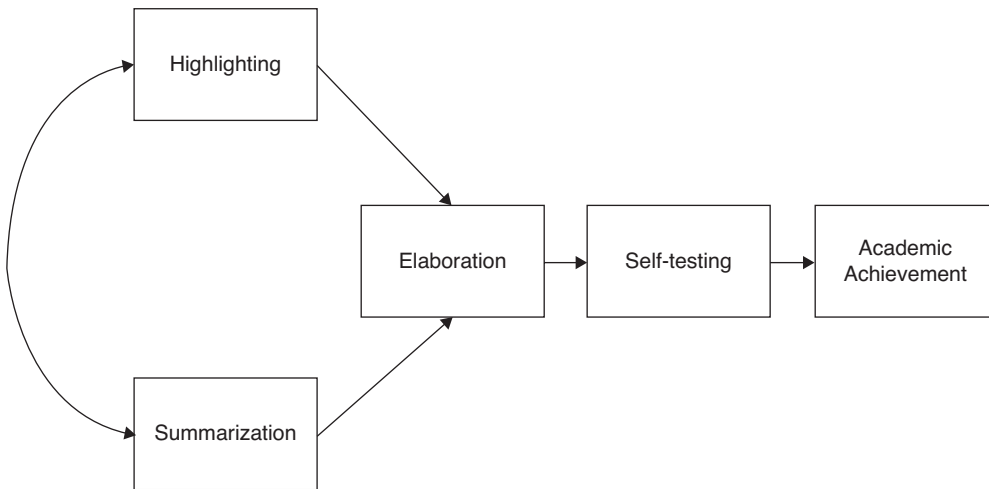 Highlighting
Elaboration
Self-testing
Academic
Achievement
Summarization